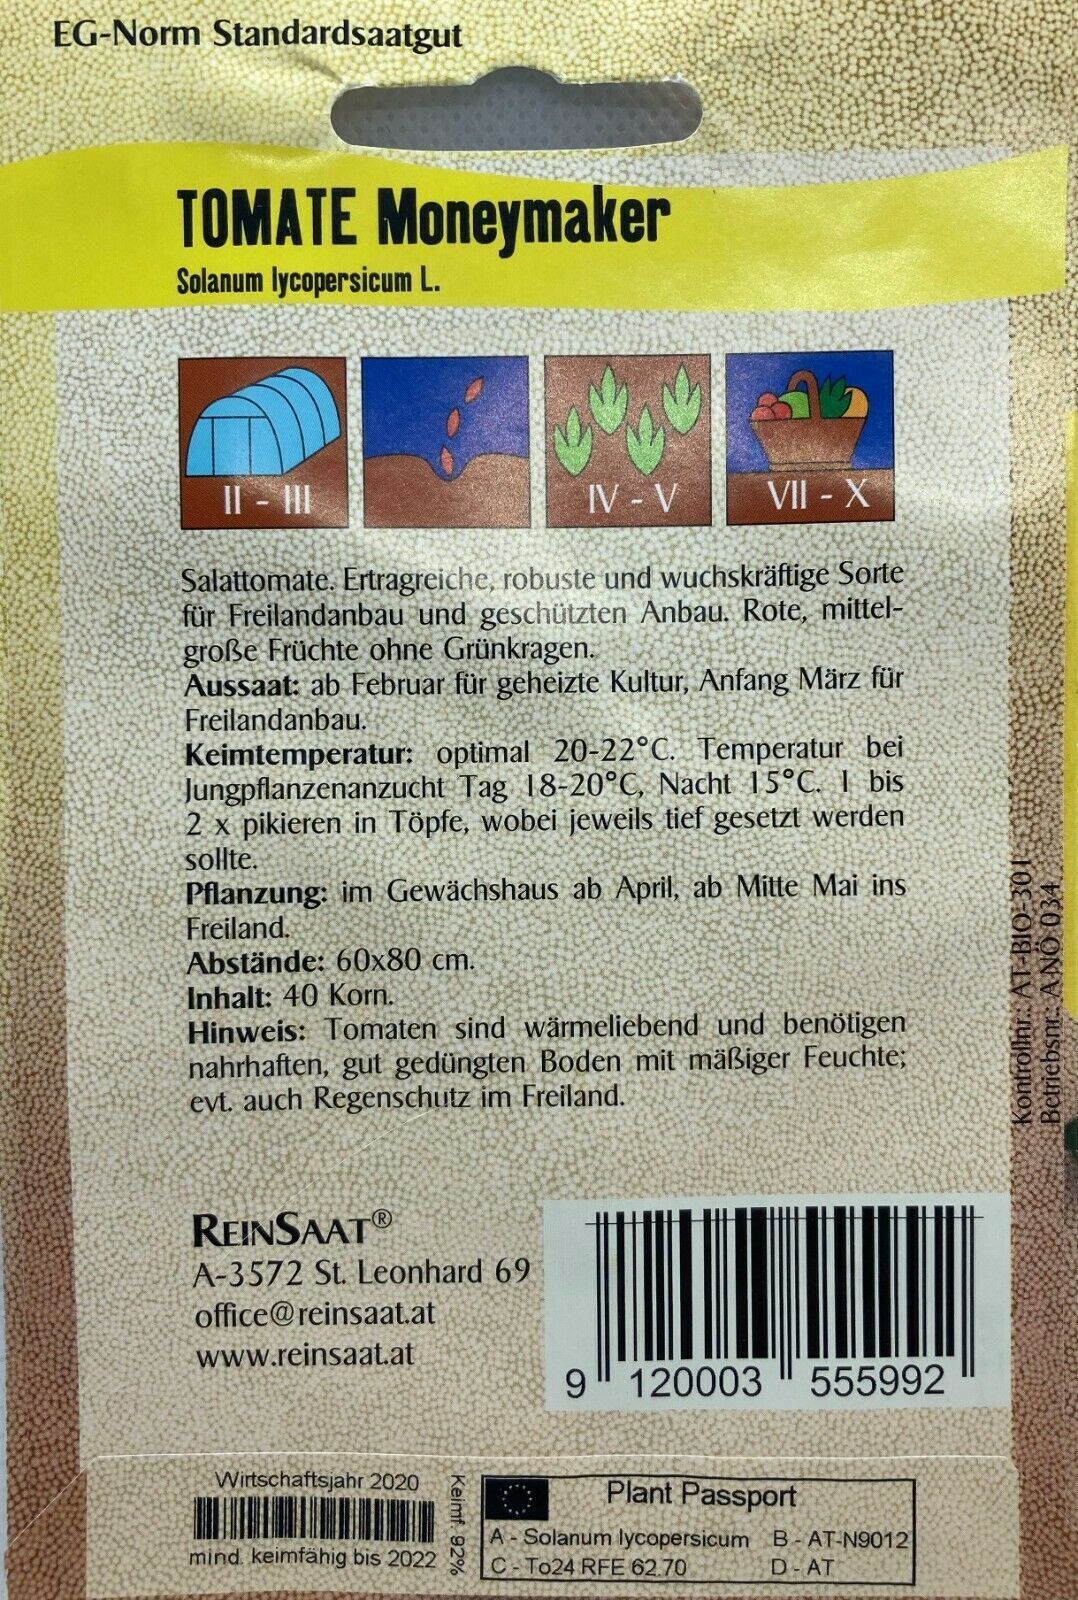 EG-Norm Standardsaatgut
TOMATE Moneymaker
Solanum lycopersicum L.
II - III
IV - V
VII - X
Salattomate. Ertragreiche, robuste und wuchskräftige Sorte
für Freilandanbau und geschützten Anbau. Rote, mittel-
große Früchte ohne Grünkragen.
Aussaat: ab Februar für geheizte Kultur, Anfang März für
Freilandanbau.
Keimtemperatur: optimal 20-22°C. Temperatur bei
Jungpflanzenanzucht Tag 18-20°C, Nacht 15°C. 1 bis
2 x pikieren in Töpfe, wobei jeweils tief gesetzt werden
sollte.
Pflanzung: im Gewächshaus ab April, ab Mitte Mai ins
Freiland.
Abstände: 60x80 cm.
Inhalt: 40 Korn.
Hinweis: Tomaten sind wärmeliebend und benötigen
nahrhaften, gut gedüngten Boden mit mäßiger Feuchte;
evt. auch Regenschutz im Freiland.
Kontrollnr.: AT-BIO-301
Betriebsnr.: ANÖ 034
REINSAAT®
A-3572 St. Leonhard 69
office@reinsaat.at
www.reinsaat.at
9 120003 555992
Wirtschaftsjahr 2020
mind. keimfähig bis 2022
Keimf. 92%
Plant Passport
A - Solanum lycopersicum B - AT-N9012
C - To24 RFE 62.70 D - AT